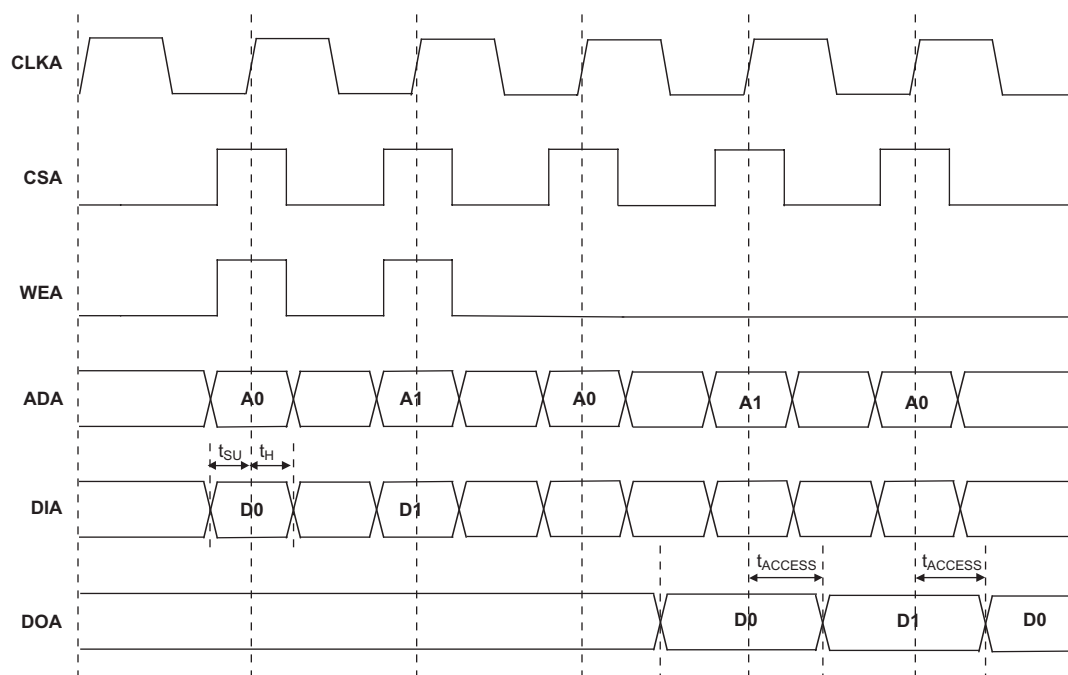 CLKA
CSA
WEA
ADA A0 A1 A0 A1 A0
tSU tH
DIA D0 D1
tACCESS tACCESS
DOA D0 D1 D0